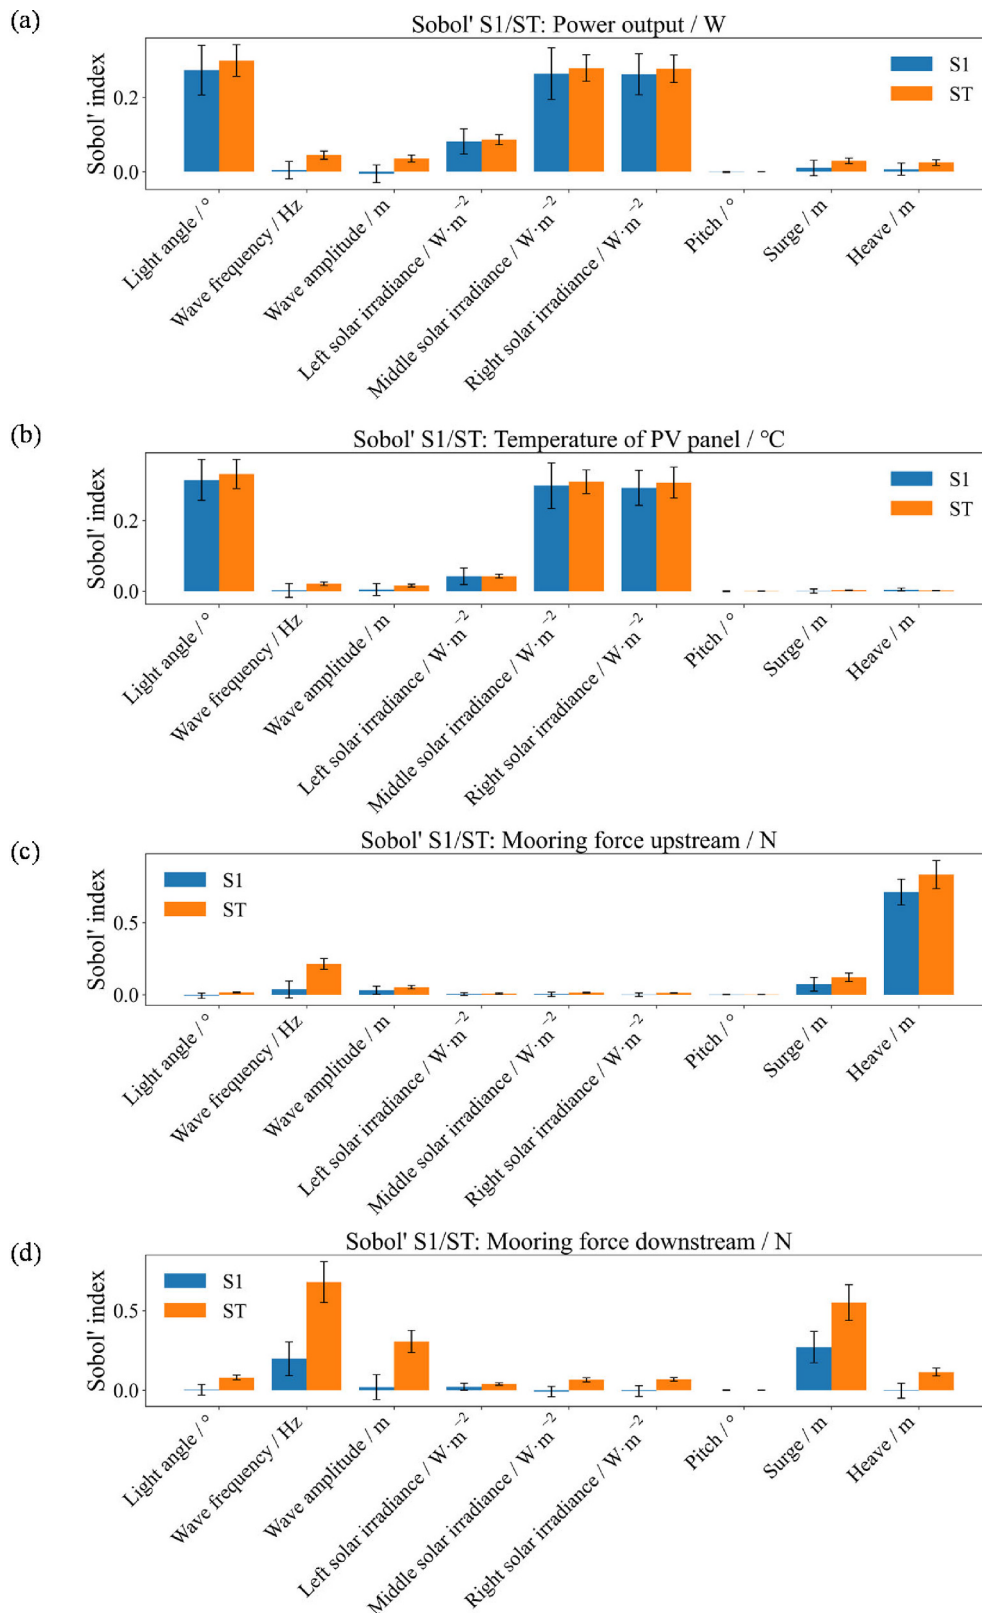 (a)
Sobol' S1/ST: Power output / W
Sobol' index
0.2
0.0
S1
ST
Light angle / °
Wave frequency / Hz
Wave amplitude / m
Left solar irradiance / W·m⁻²
Middle solar irradiance / W·m⁻²
Right solar irradiance / W·m⁻²
Pitch / °
Surge / m
Heave / m
(b)
Sobol' S1/ST: Temperature of PV panel / °C
Sobol' index
0.2
0.0
S1
ST
Light angle / °
Wave frequency / Hz
Wave amplitude / m
Left solar irradiance / W·m⁻²
Middle solar irradiance / W·m⁻²
Right solar irradiance / W·m⁻²
Pitch / °
Surge / m
Heave / m
(c)
Sobol' S1/ST: Mooring force upstream / N
Sobol' index
0.5
0.0
S1
ST
Light angle / °
Wave frequency / Hz
Wave amplitude / m
Left solar irradiance / W·m⁻²
Middle solar irradiance / W·m⁻²
Right solar irradiance / W·m⁻²
Pitch / °
Surge / m
Heave / m
(d)
Sobol' S1/ST: Mooring force downstream / N
Sobol' index
0.5
0.0
S1
ST
Light angle / °
Wave frequency / Hz
Wave amplitude / m
Left solar irradiance / W·m⁻²
Middle solar irradiance / W·m⁻²
Right solar irradiance / W·m⁻²
Pitch / °
Surge / m
Heave / m